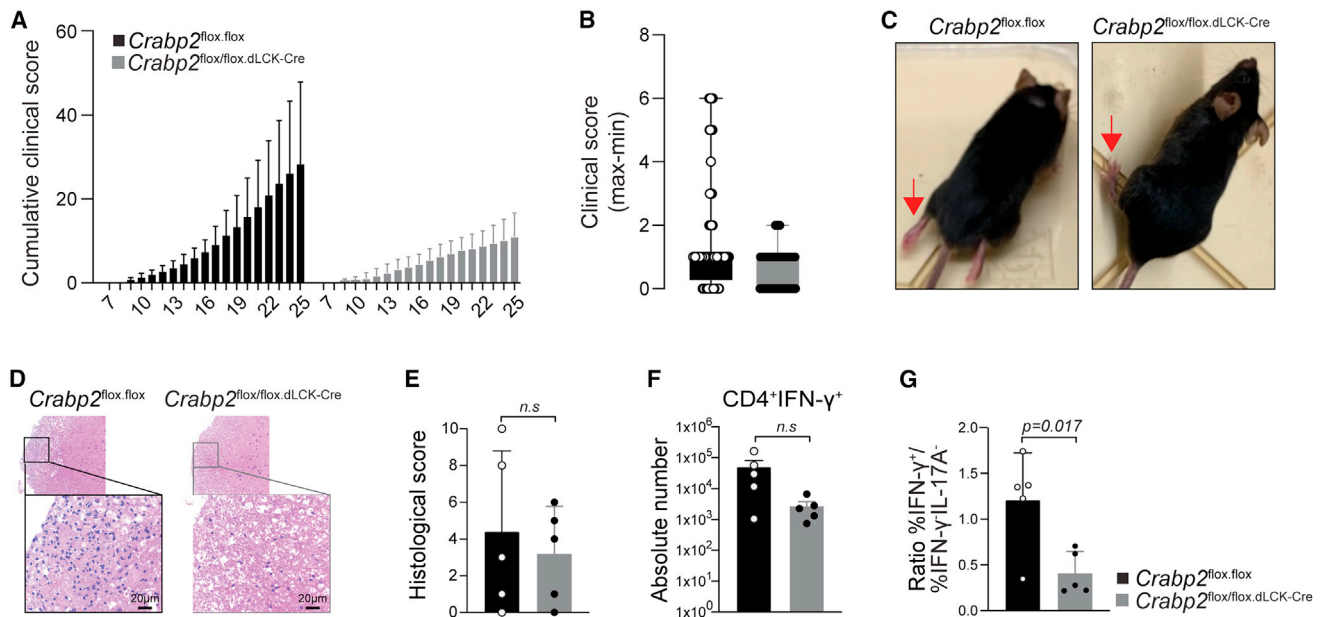 A
60
40
20
0
Cumulative clinical score
Crabp2flox.flox
Crabp2flox/flox.dLCK-Cre
7 10 13 16 19 22 25 7 10 13 16 19 22 25
B
8
6
4
2
0
Clinical score
(max-min)
C
Crabp2flox.flox
Crabp2flox/flox.dLCK-Cre
D
Crabp2flox.flox
Crabp2flox/flox.dLCK-Cre
20µm
20µm
E
n.s
10
8
6
4
2
0
Histological score
F
CD4+IFN-γ+
n.s
1x10⁶
1x10⁵
1x10⁴
1x10³
1x10²
1x10¹
1x10⁰
Absolute number
G
p=0.017
2.0
1.5
1.0
0.5
0.0
Ratio %IFN-γ+/
%IFN-γ-IL-17A-
Crabp2flox.flox
Crabp2flox/flox.dLCK-Cre